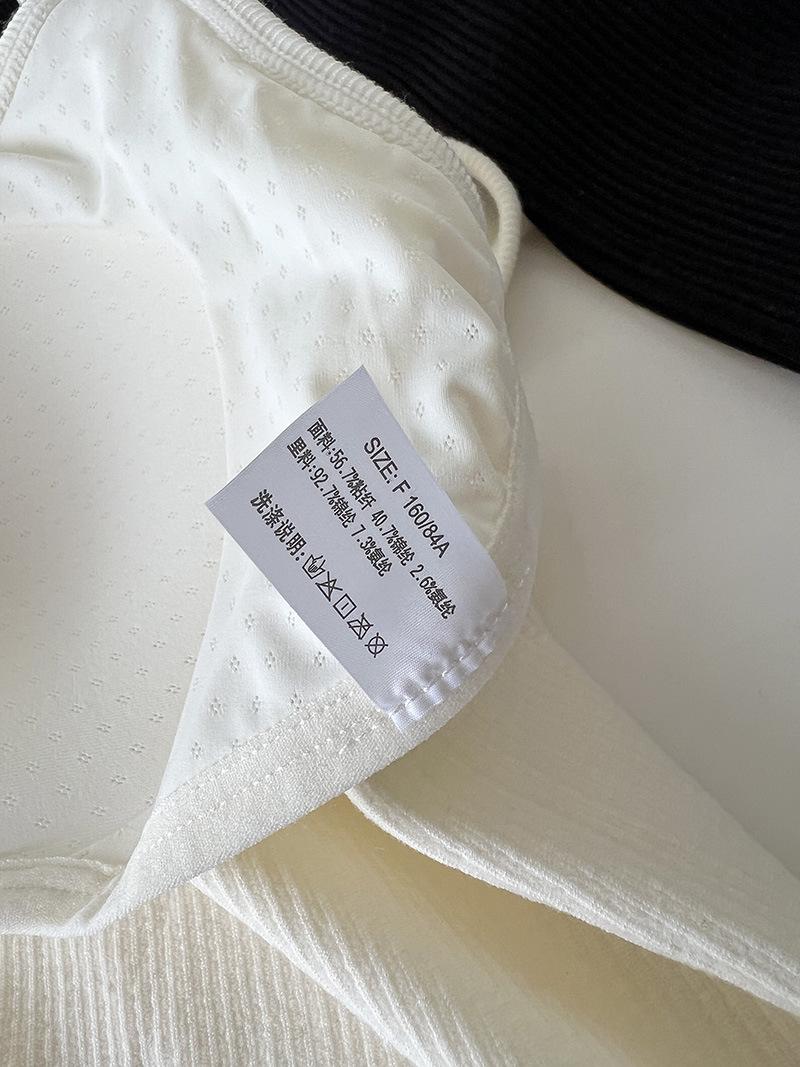 SIZE: F 160/84A
面料:56.7%粘纤 40.7%锦纶 2.6%氨纶
里料:92.7%锦纶 7.3%氨纶
洗涤说明: